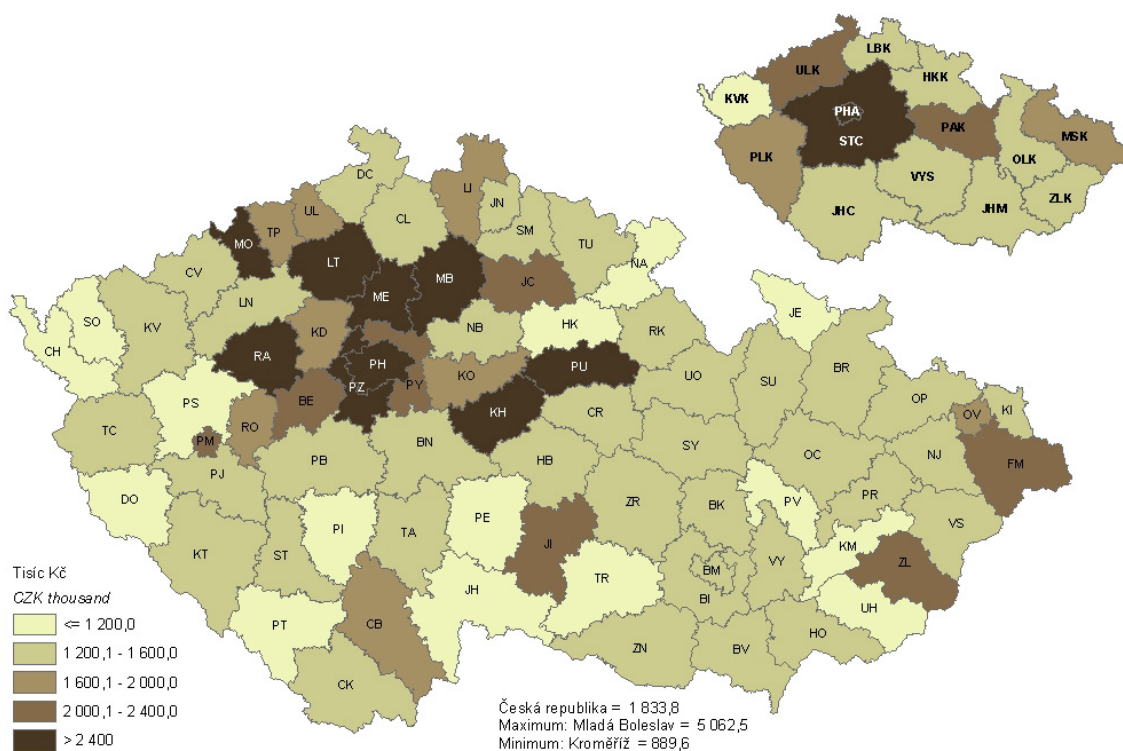 LBK
ULK
HKK
KVK
PHA
PAK
STC
MSK
PLK
OLK
VYS
ZLK
JHC
JHM
DC
LI
UL
JN
TP
CL
SM
MO
TU
LT
NA
CV
MB
JC
ME
LN
JE
SO
KV
KD
NB
HK
RK
CH
BR
RA
PH
PU
KO
PZ
PY
UO
SU
OP
PS
BE
KH
OV
KI
TC
PM
RO
CR
BN
SY
OC
NJ
FM
PB
HB
PJ
DO
PR
PV
ZR
BK
VS
PI
TA
PE
KT
ST
JI
KM
ZL
BM
VY
TR
JH
BI
UH
PT
CB
HO
ZN
BV
CK
Tisíc Kč
CZK thousand
<= 1 200,0
1 200,1 - 1 600,0
1 600,1 - 2 000,0
2 000,1 - 2 400,0
> 2 400
Česká republika = 1 833,8
Maximum: Mladá Boleslav = 5 062,5
Minimum: Kroměříž = 889,6